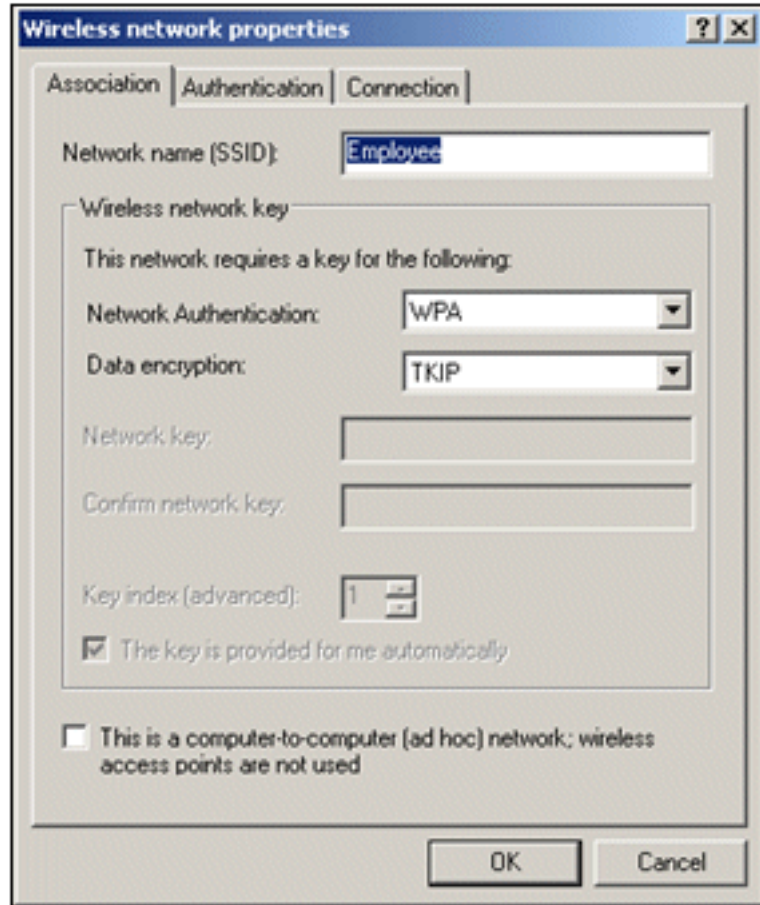 Wireless network properties
Association Authentication Connection
Network name (SSID): Employee
Wireless network key
This network requires a key for the following:
Network Authentication: WPA
Data encryption: TKIP
Network key:
Confirm network key:
Key index (advanced): 1
The key is provided for me automatically
This is a computer-to-computer (ad hoc) network; wireless
access points are not used
OK Cancel